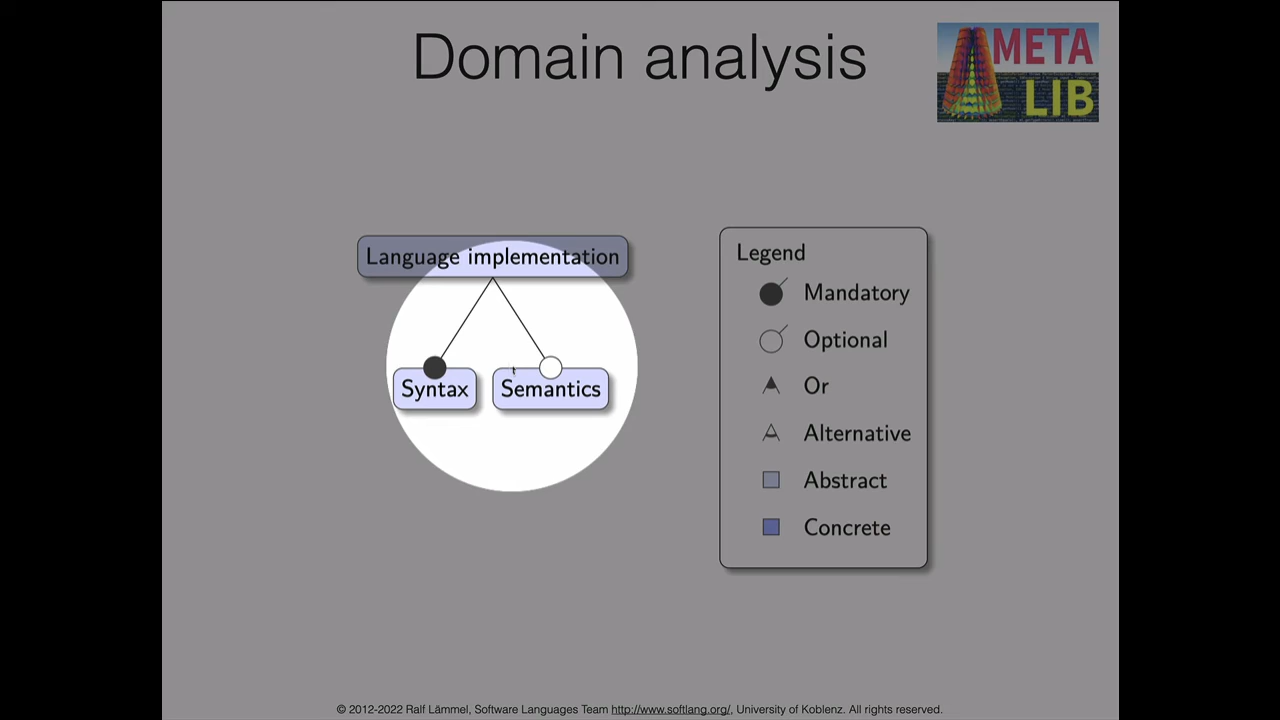 Domain analysis
META
LIB
Language implementation
Syntax
Semantics
Legend
Mandatory
Optional
Or
Alternative
Abstract
Concrete
© 2012-2022 Ralf Lämmel, Software Languages Team http://www.softlang.org/, University of Koblenz. All rights reserved.